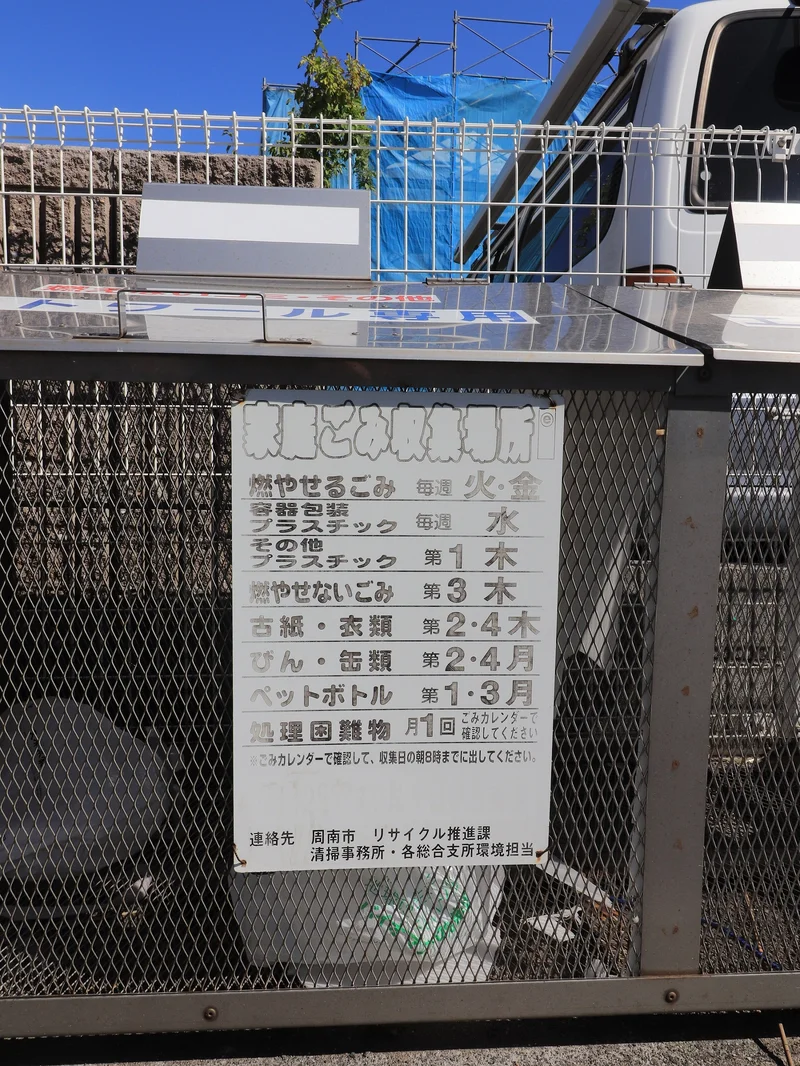 トラール専用
家庭ごみ収集場所
燃やせるごみ 毎週 火・金
容器包装
プラスチック 毎週 水
その他
プラスチック 第1 木
燃やせないごみ 第3 木
古紙・衣類 第2・4木
びん・缶類 第2・4月
ペットボトル 第1・3月
処理困難物 月1回 ごみカレンダーで
確認してください
※ごみカレンダーで確認して、収集日の朝8時までに出してください。
連絡先 周南市 リサイクル推進課
清掃事務所・各総合支所環境担当